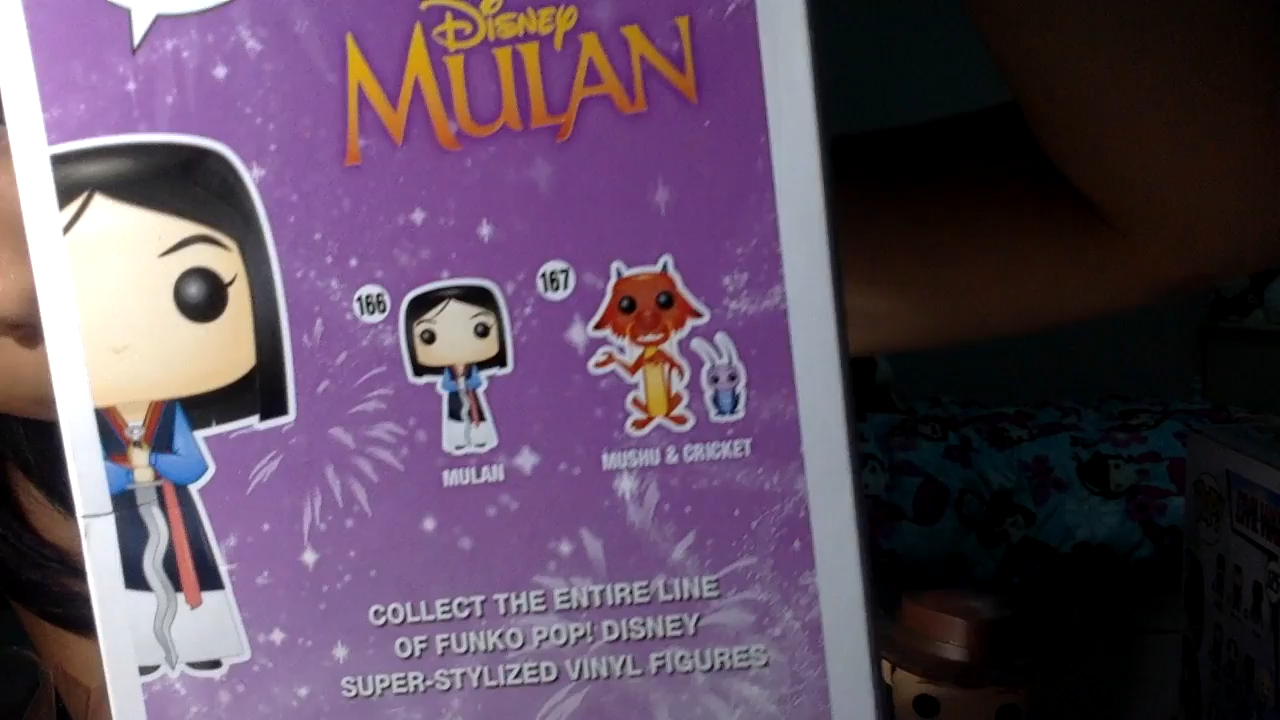 Disney
MULAN
166
167
MULAN
MUSHU & CRICKET
COLLECT THE ENTIRE LINE
OF FUNKO POP! DISNEY
SUPER-STYLIZED VINYL FIGURES